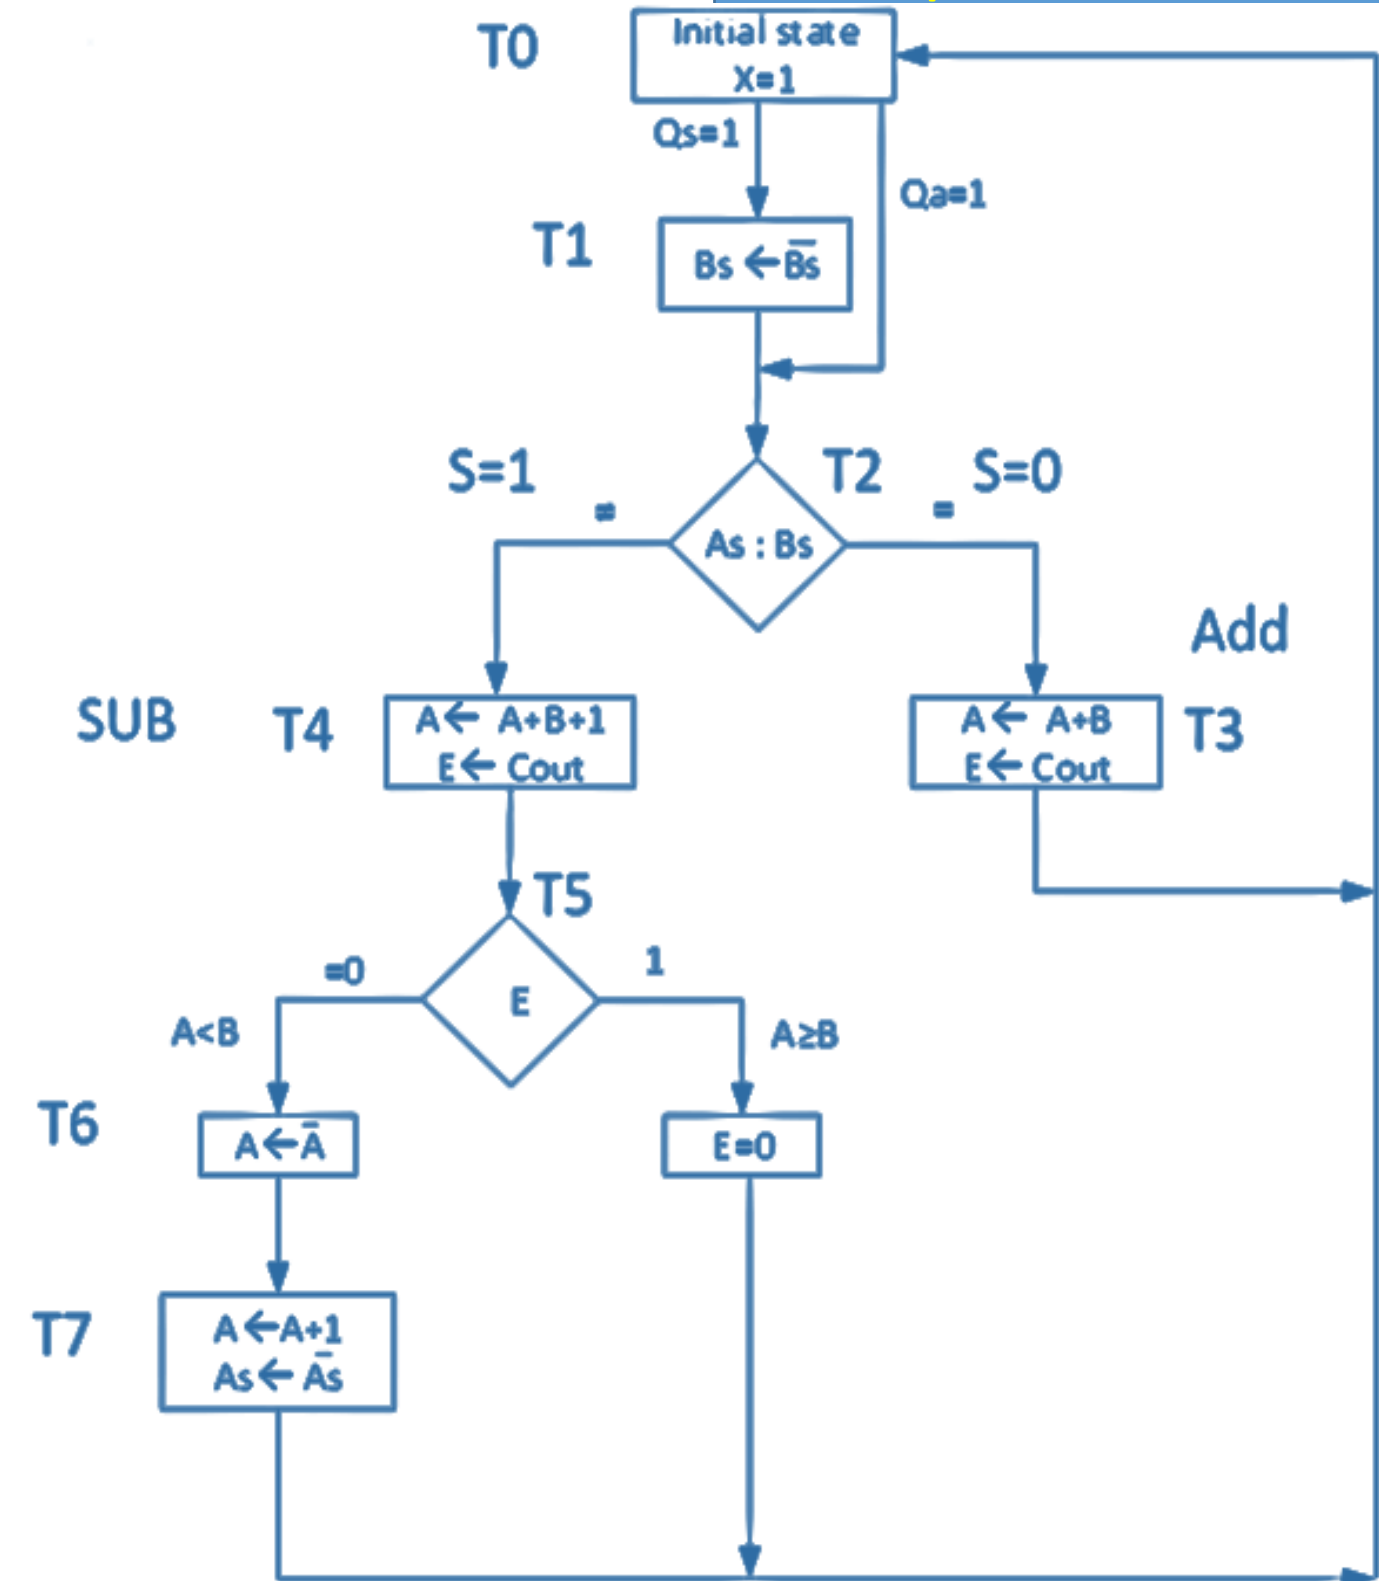 T0
Initial state
X=1
Qs=1
Qa=1
T1
Bs ← B̅s̅
S=1
≠
T2
=
S=0
As : Bs
Add
SUB
T4
A← A+B+1
E← Cout
A← A+B
E← Cout
T3
T5
=0
E
1
A<B
A≥B
T6
A←A̅
E=0
T7
A←A+1
As← A̅s